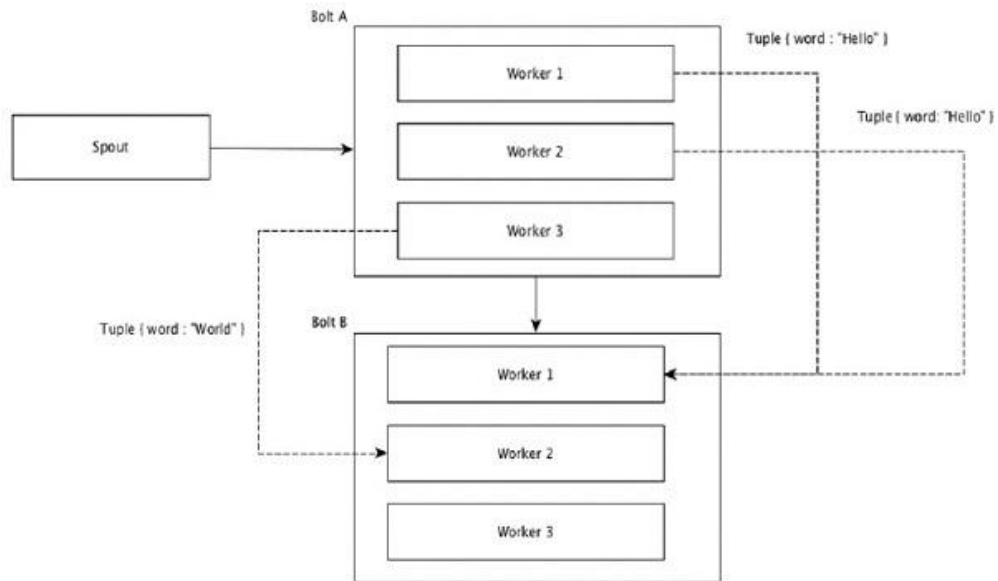 Bolt A
Tuple { word : "Hello" }
Worker 1
Tuple { word: "Hello" }
Spout
Worker 2
Worker 3
Tuple { word : "World" }
Bolt B
Worker 1
Worker 2
Worker 3